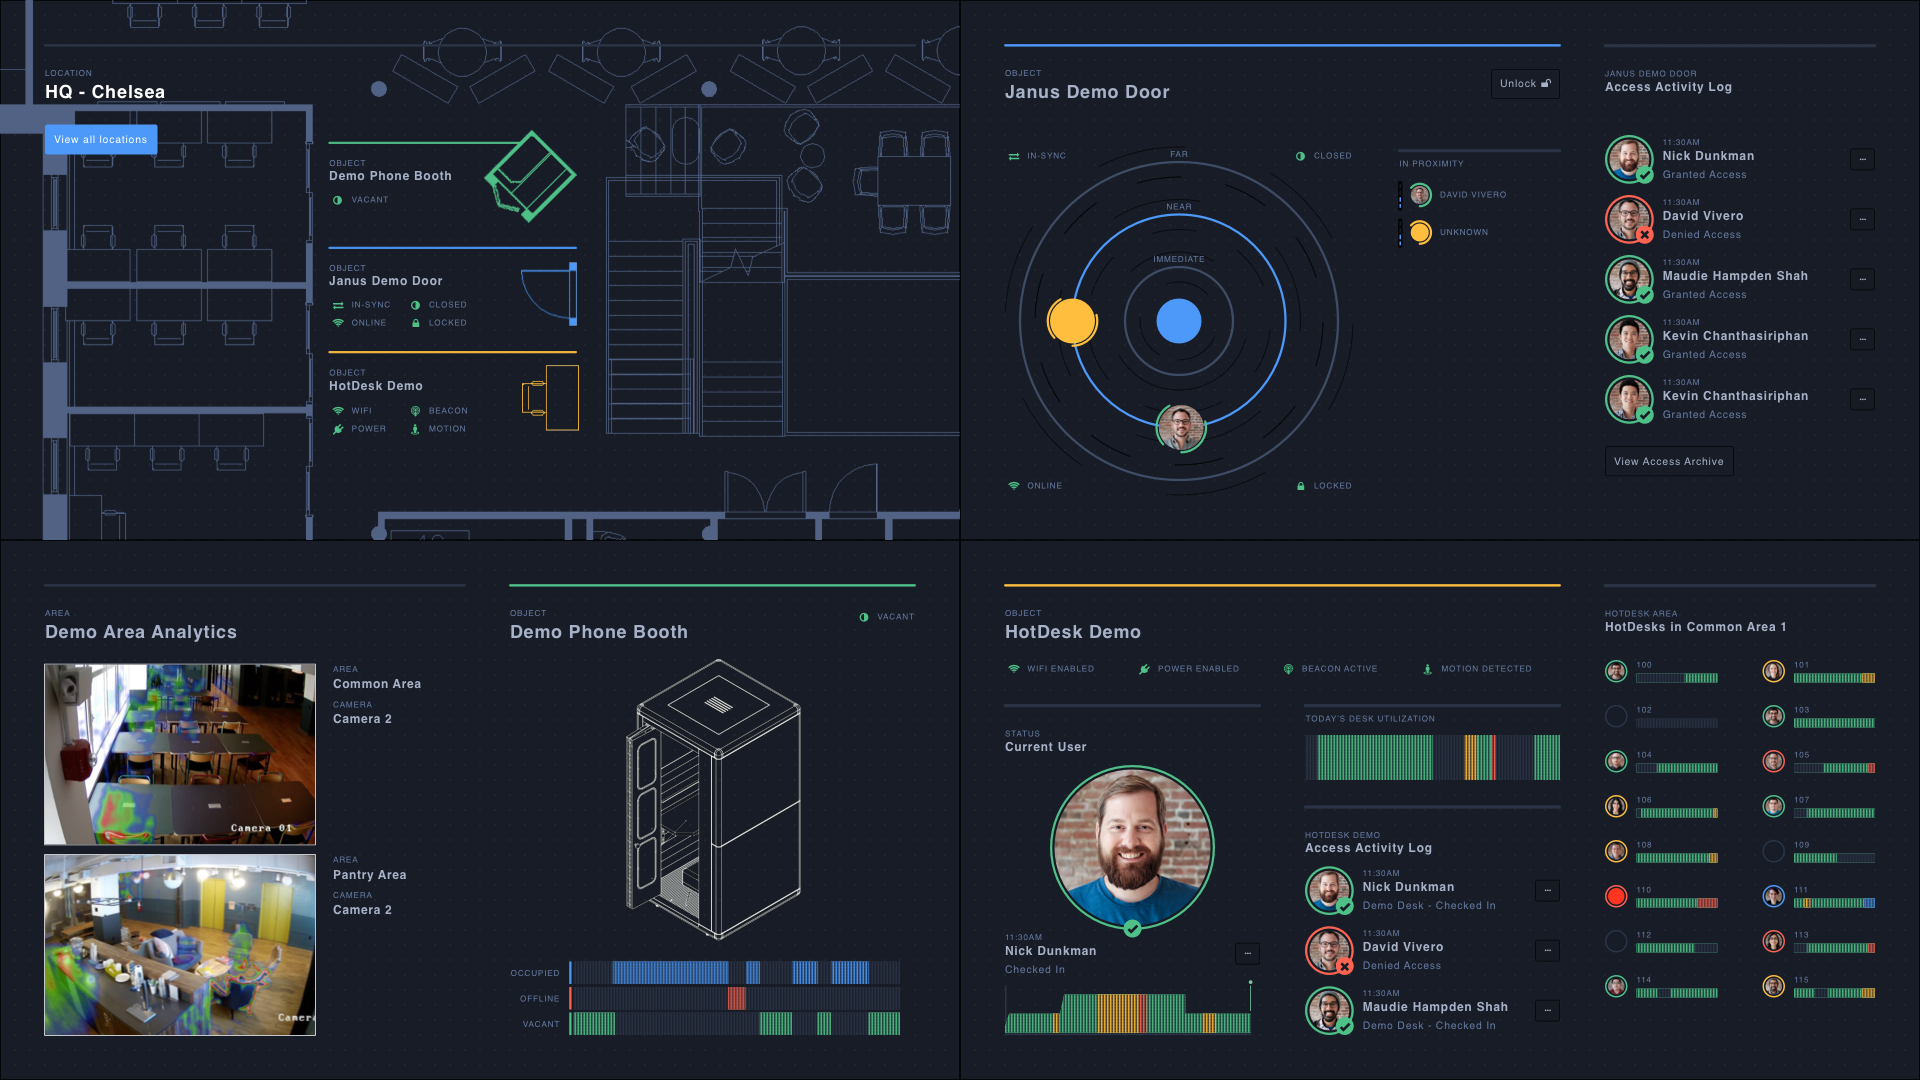 LOCATION
HQ - Chelsea
View all locations
OBJECT
Demo Phone Booth
VACANT
OBJECT
Janus Demo Door
IN-SYNC
CLOSED
ONLINE
LOCKED
OBJECT
HotDesk Demo
WIFI
BEACON
POWER
MOTION
OBJECT
Janus Demo Door
Unlock
IN-SYNC
CLOSED
FAR
NEAR
IMMEDIATE
ONLINE
LOCKED
IN PROXIMITY
DAVID VIVERO
UNKNOWN
JANUS DEMO DOOR
Access Activity Log
11:30AM
Nick Dunkman
Granted Access
11:30AM
David Vivero
Denied Access
11:30AM
Maudie Hampden Shah
Granted Access
11:30AM
Kevin Chanthasiriphan
Granted Access
11:30AM
Kevin Chanthasiriphan
Granted Access
View Access Archive
AREA
Demo Area Analytics
Camera 01
AREA
Common Area
CAMERA
Camera 2
Camera
AREA
Pantry Area
CAMERA
Camera 2
OBJECT
Demo Phone Booth
VACANT
OCCUPIED
OFFLINE
VACANT
OBJECT
HotDesk Demo
WIFI ENABLED
POWER ENABLED
BEACON ACTIVE
MOTION DETECTED
STATUS
Current User
11:30AM
Nick Dunkman
Checked In
TODAY'S DESK UTILIZATION
HOTDESK DEMO
Access Activity Log
11:30AM
Nick Dunkman
Demo Desk - Checked In
11:30AM
David Vivero
Denied Access
11:30AM
Maudie Hampden Shah
Demo Desk - Checked In
HOTDESK AREA
HotDesks in Common Area 1
100
101
102
103
104
105
106
107
108
109
110
111
112
113
114
115